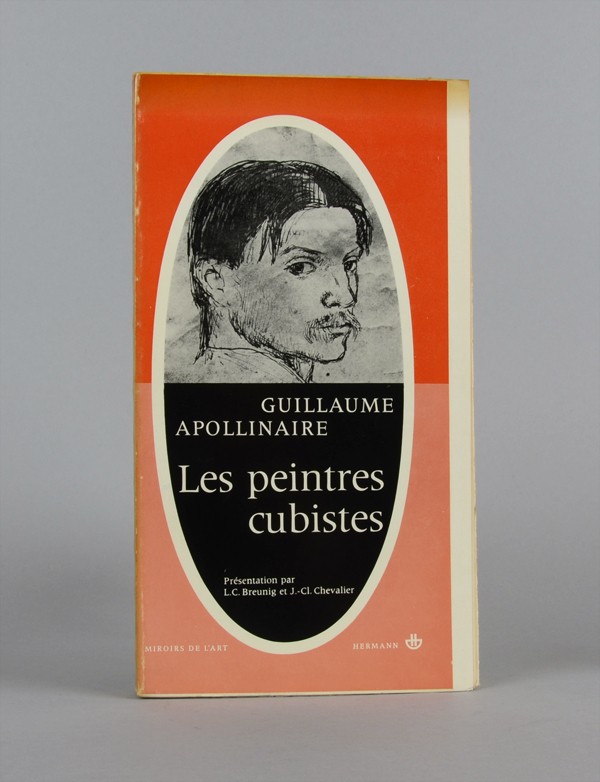 GUILLAUME
APOLLINAIRE
Les peintres
cubistes
Présentation par
L.C. Breunig et J.-Cl. Chevalier
MIROIRS DE L'ART
HERMANN